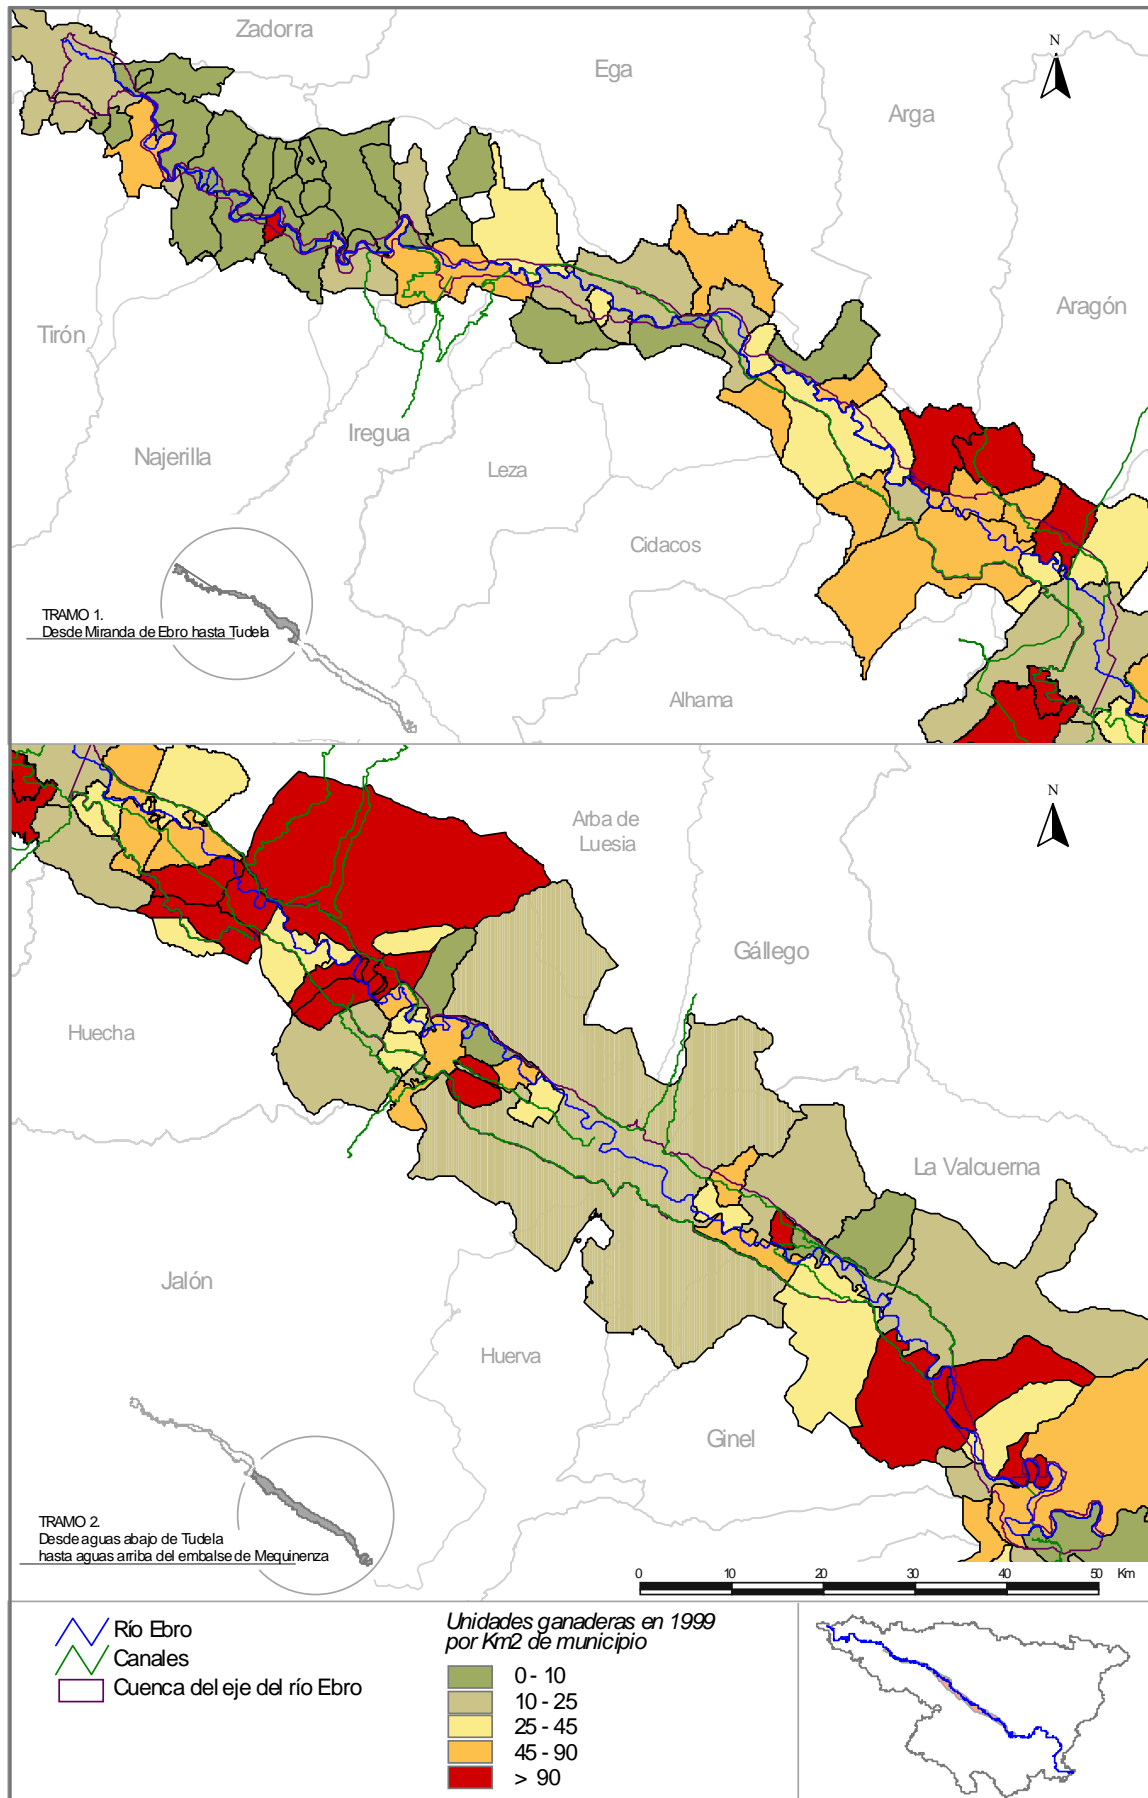 Zadorra
N
Ega
Arga
Aragón
Tirón
Iregua
Najerilla
Leza
Cidacos
TRAMO 1.
Desde Miranda de Ebro hasta Tudela
Alhama
N
Arba de
Luesia
Gállego
Huecha
La Valcuerna
Jalón
Huerva
Ginel
TRAMO 2.
Desde aguas abajo de Tudela
hasta aguas arriba del embalse de Mequinenza
0 10 20 30 40 50 Km
Río Ebro
Canales
Cuenca del eje del río Ebro
Unidades ganaderas en 1999
por Km2 de municipio
0 - 10
10 - 25
25 - 45
45 - 90
> 90